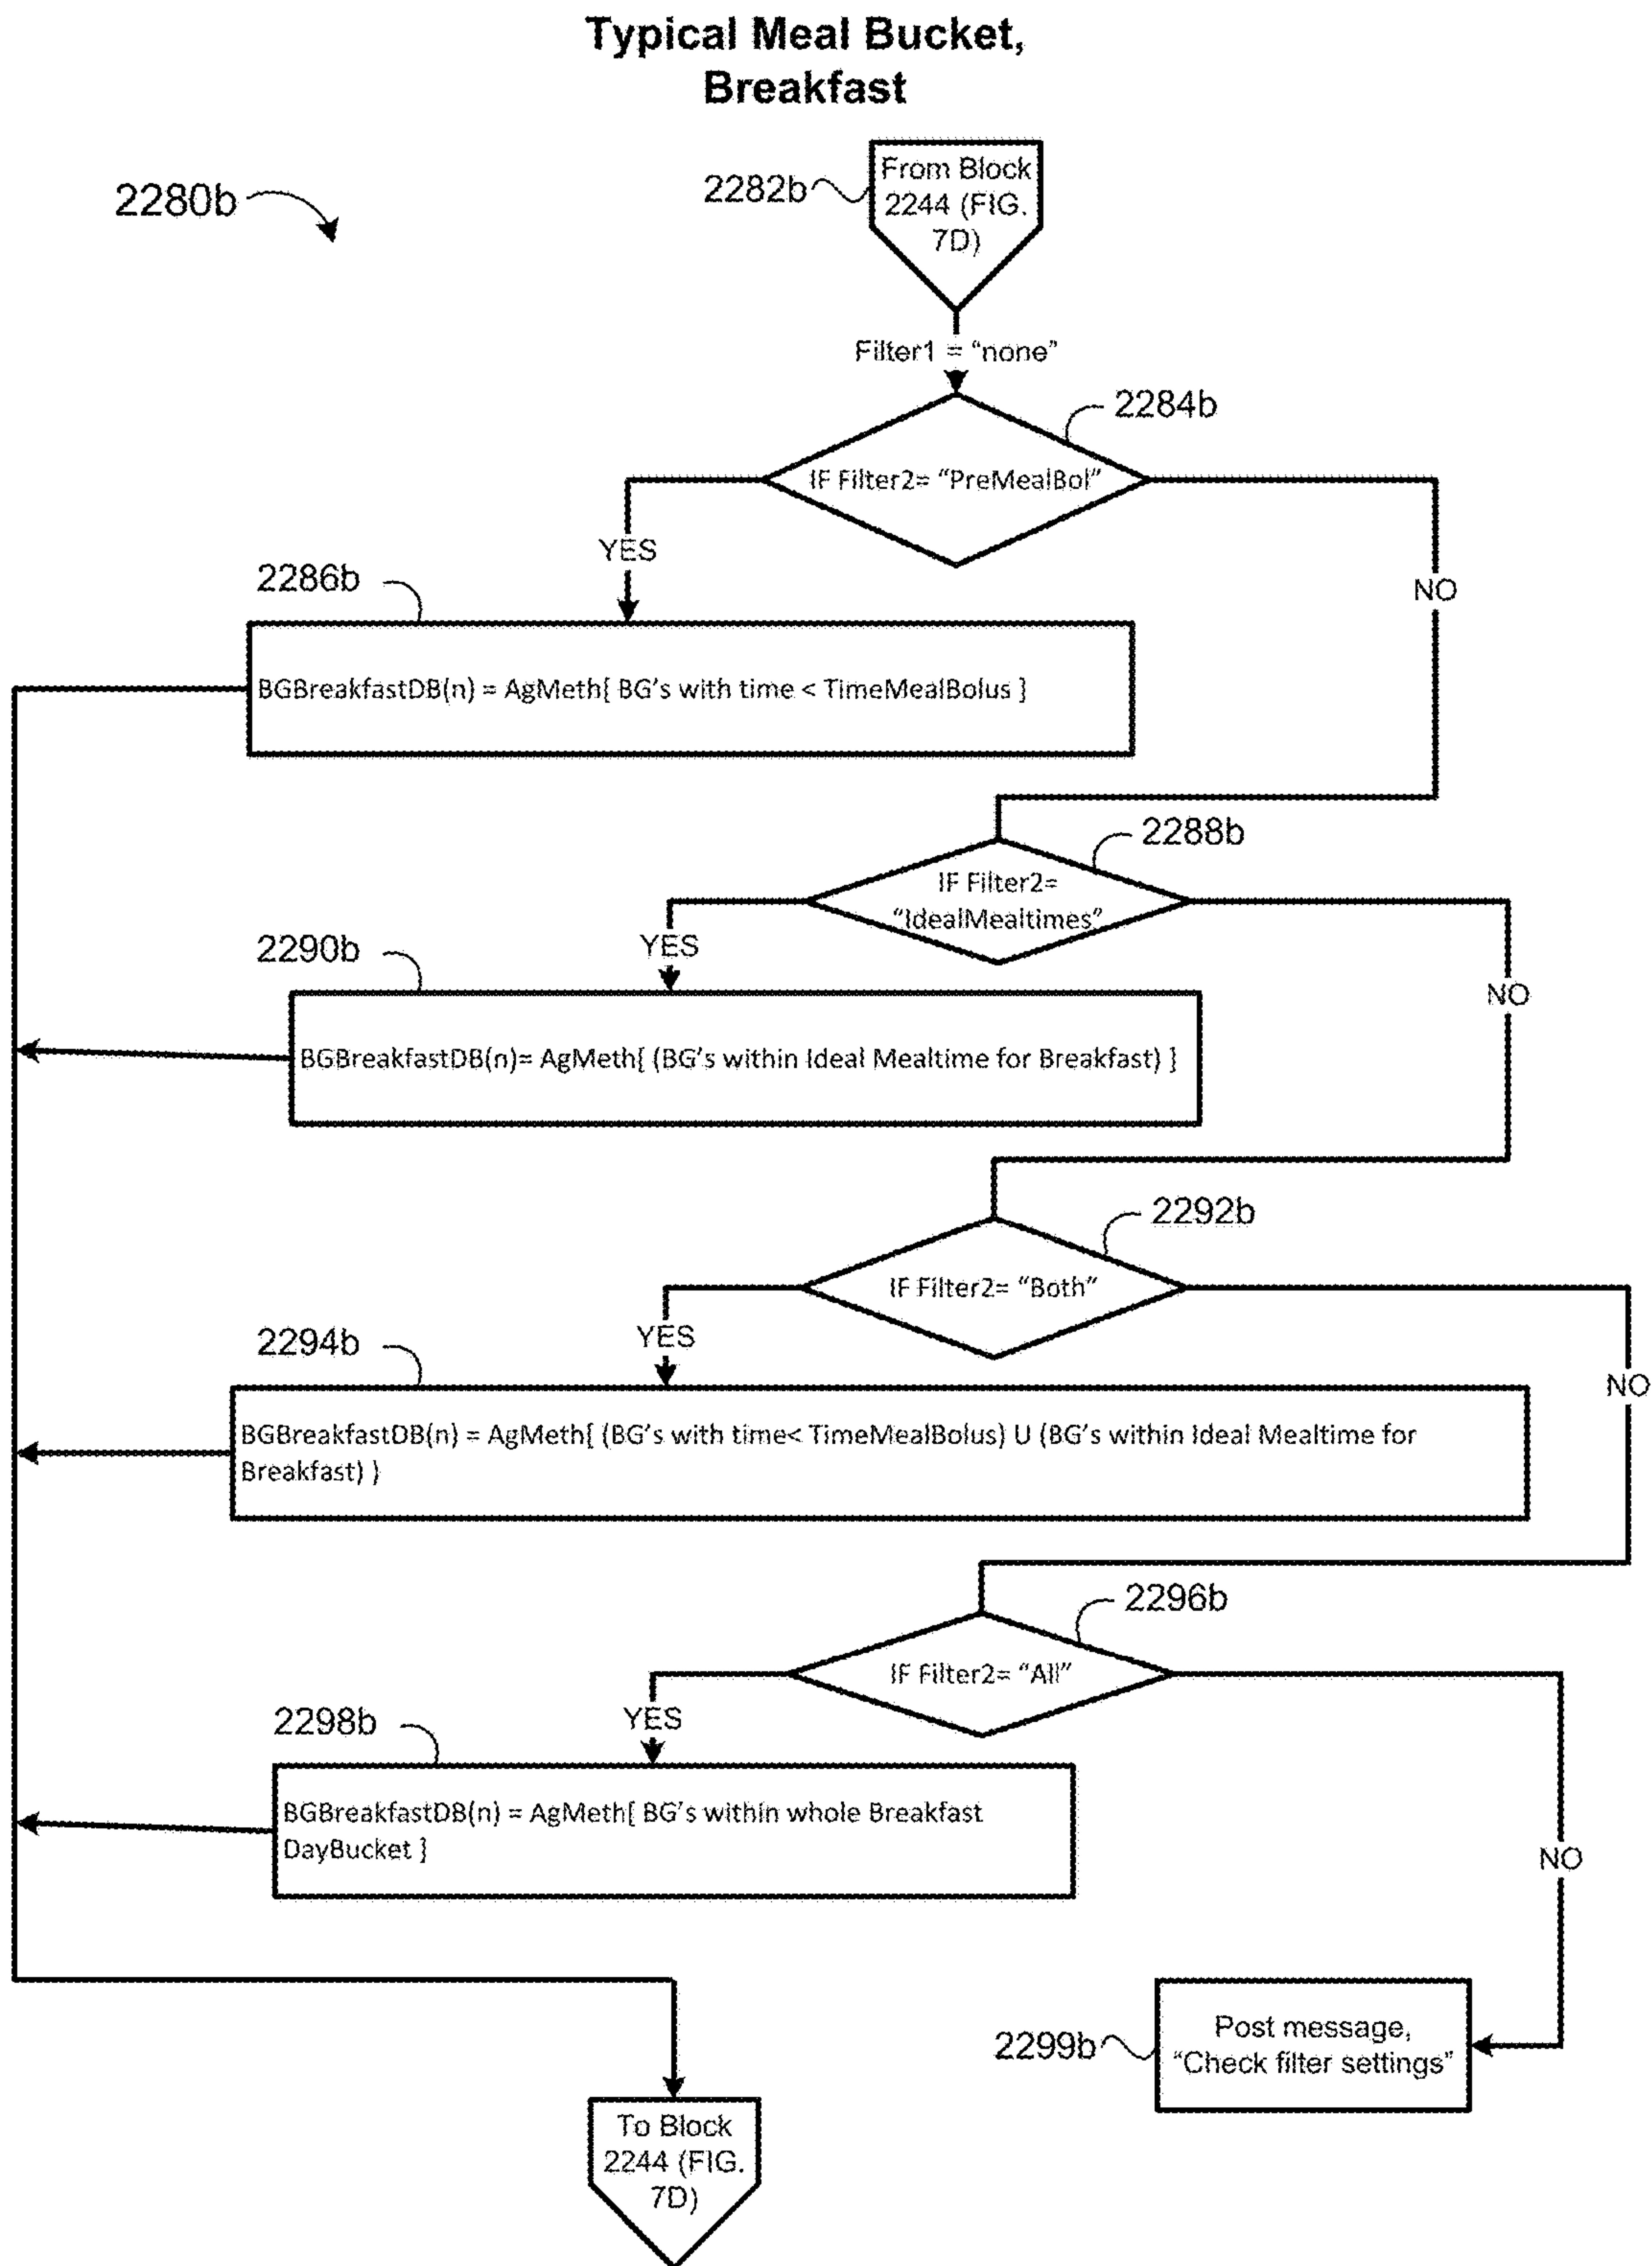 Typical Meal Bucket,
Breakfast
2280b
2282b
From Block
2244 (FIG.
7D)
Filter1 = “none”
2284b
IF Filter2= “PreMealBol”
YES
NO
2286b
BGBreakfastDB(n) = AgMeth{ BG's with time < TimeMealBolus }
2288b
IF Filter2=
“IdealMealtimes”
YES
NO
2290b
BGBreakfastDB(n)= AgMeth{ (BG's within Ideal Mealtime for Breakfast) }
2292b
IF Filter2= “Both”
YES
NO
2294b
BGBreakfastDB(n) = AgMeth{ (BG's with time< TimeMealBolus) U (BG's within Ideal Mealtime for
Breakfast) }
2296b
IF Filter2= “All”
YES
NO
2298b
BGBreakfastDB(n) = AgMeth{ BG's within whole Breakfast
DayBucket }
2299b
Post message,
“Check filter settings”
To Block
2244 (FIG.
7D)